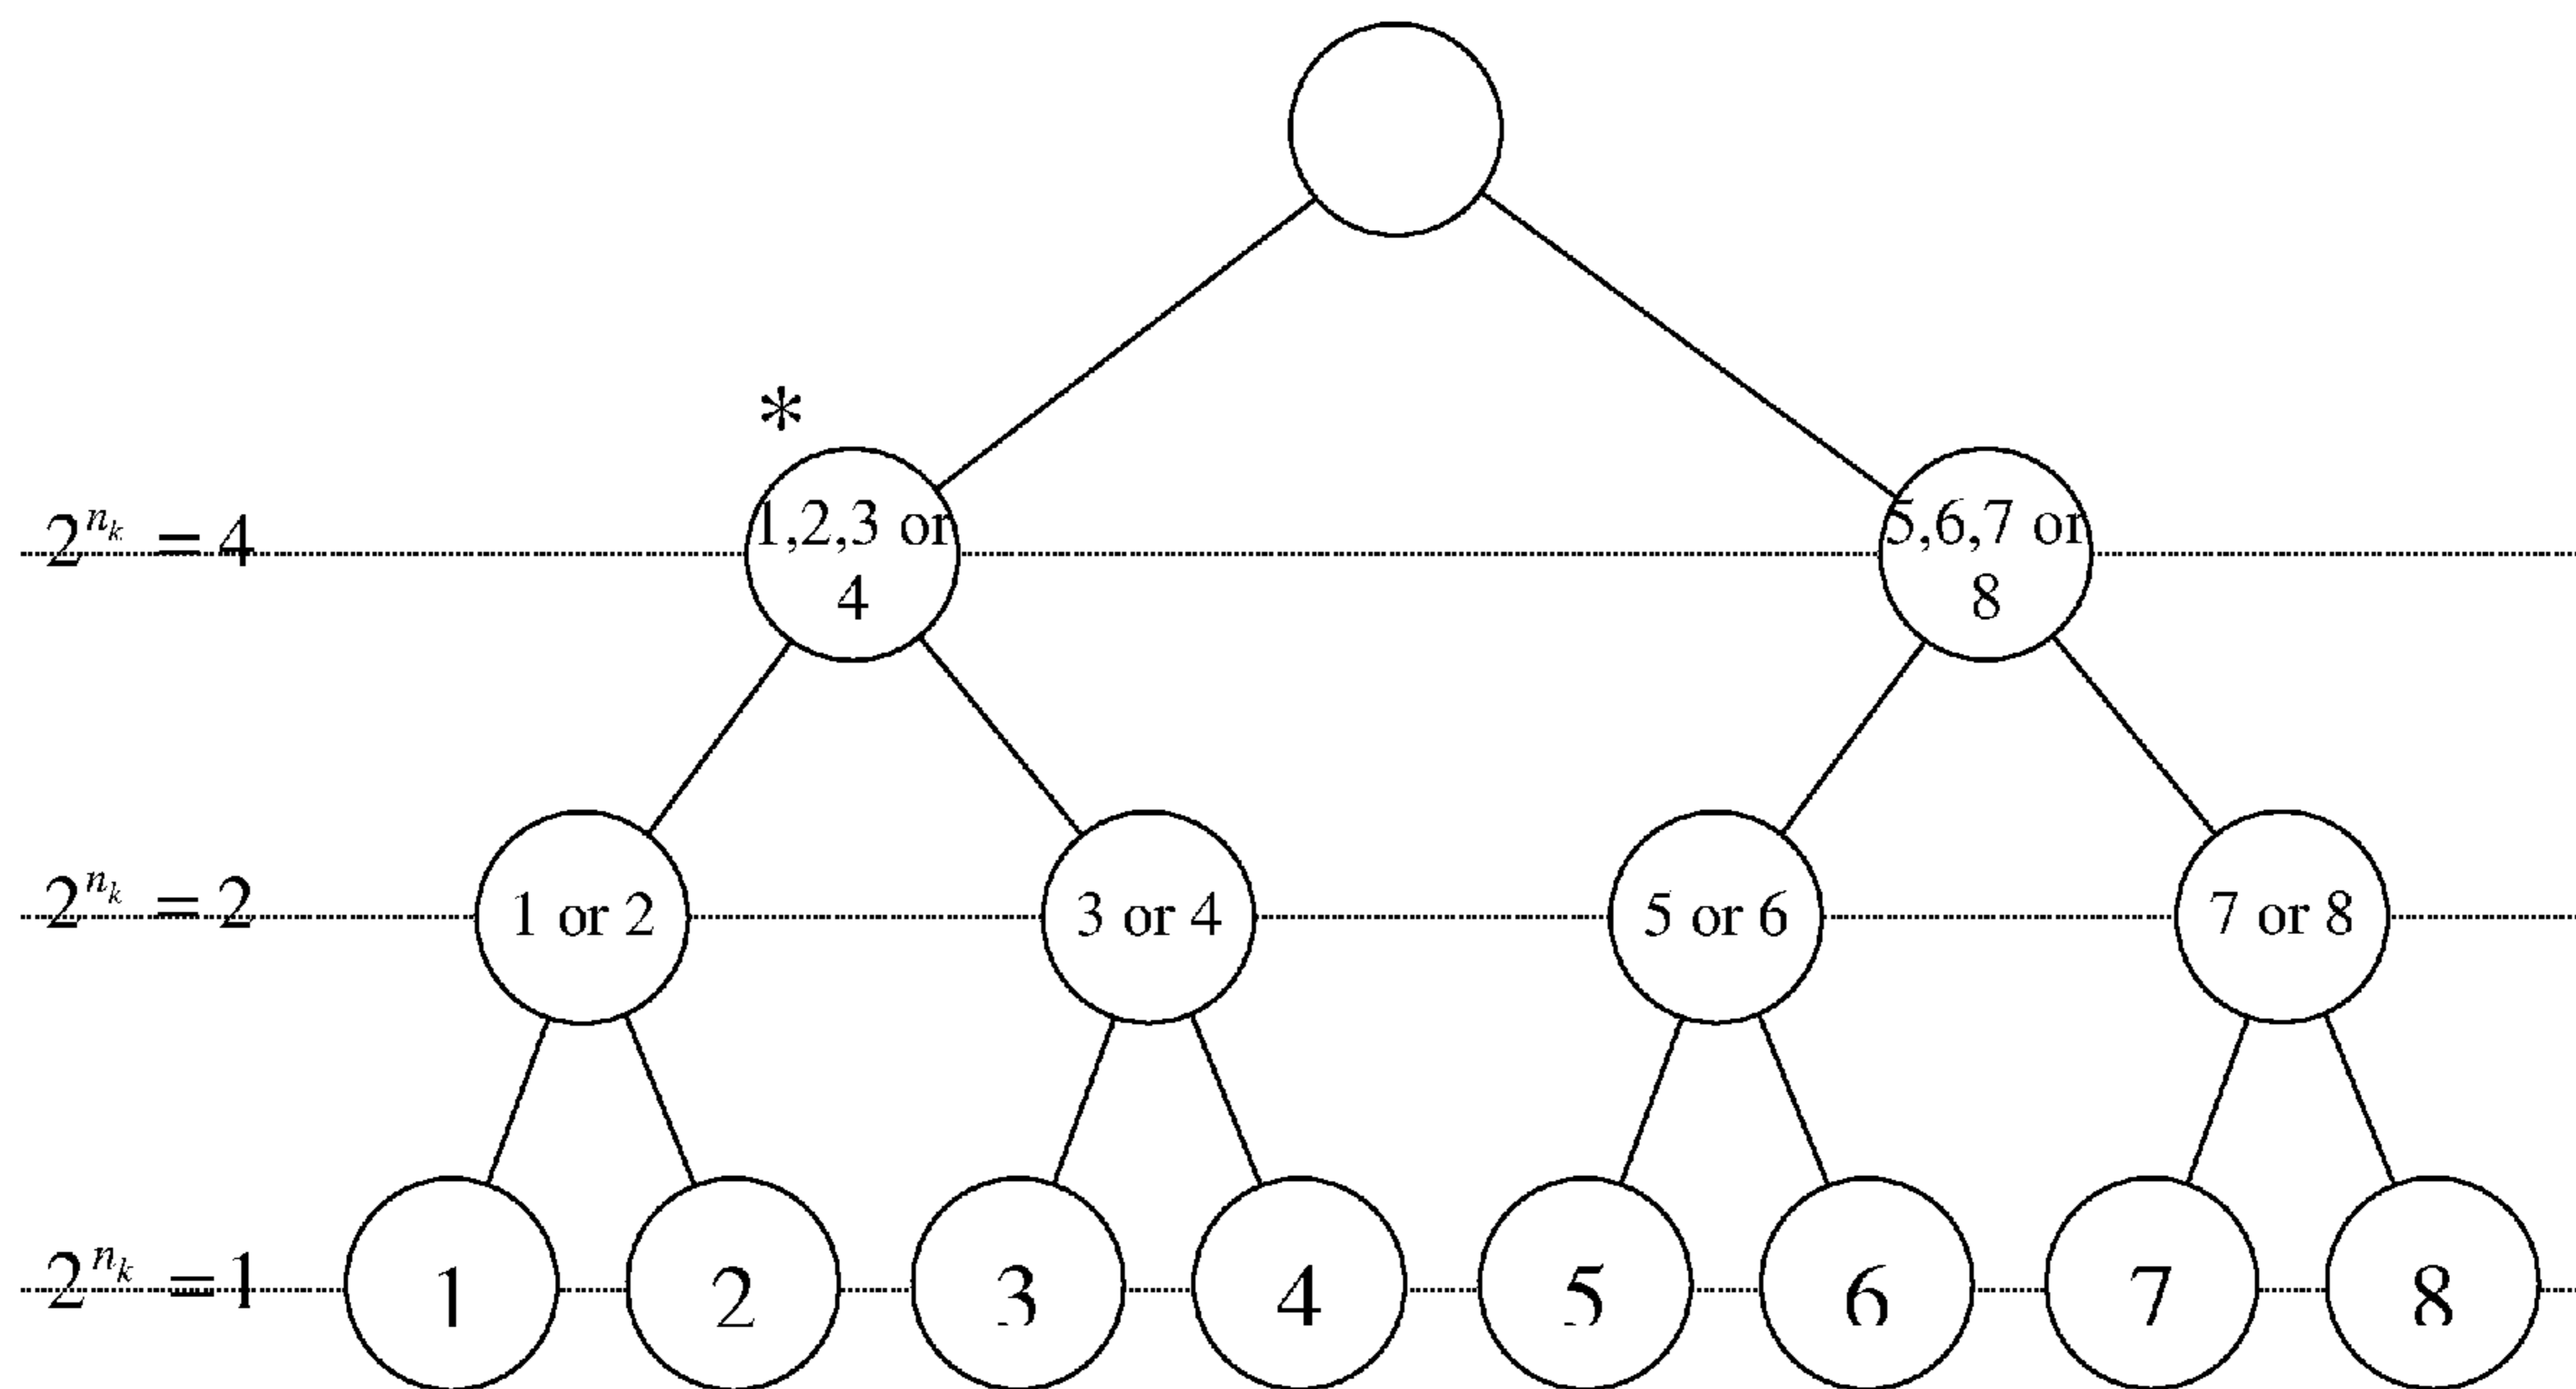 *
2^{n_k} = 4
1,2,3 or
4
5,6,7 or
8
2^{n_k} = 2
1 or 2
3 or 4
5 or 6
7 or 8
2^{n_k} = 1
1
2
3
4
5
6
7
8